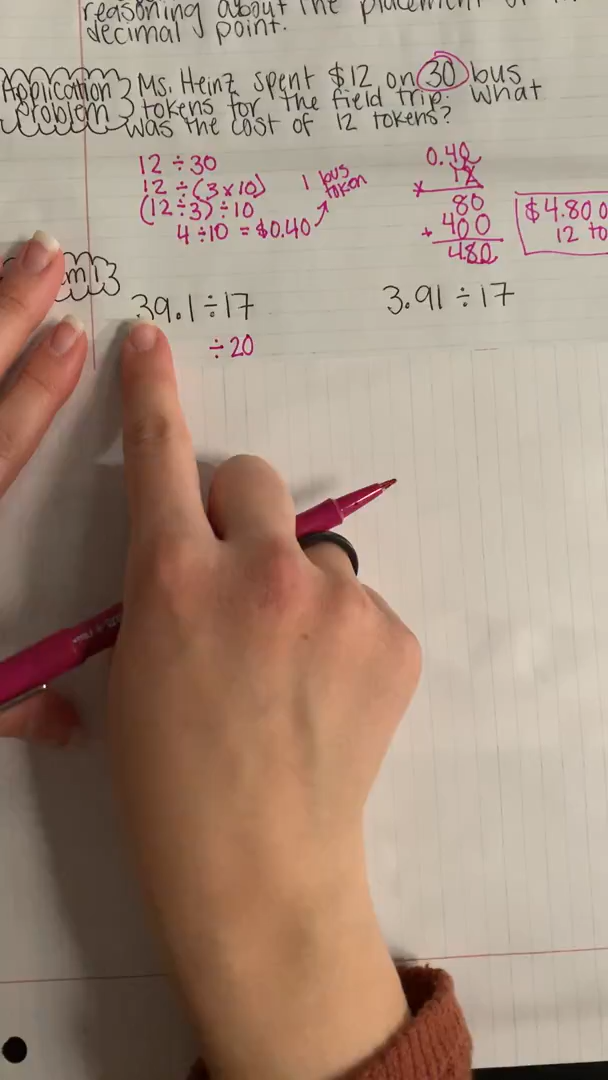 reasoning about the placement of
decimal point.
Application Ms. Heinz spent $12 on 30 bus
problem tokens for the field trip. What
was the cost of 12 tokens?
12 ÷ 30
12 ÷ (3 x 10)
(12 ÷ 3) ÷ 10
4 ÷ 10 = $0.40
1 bus
token
0.40
x 12
80
+ 400
480
$4.800
12 to
39.1 ÷ 17
÷ 20
3.91 ÷ 17